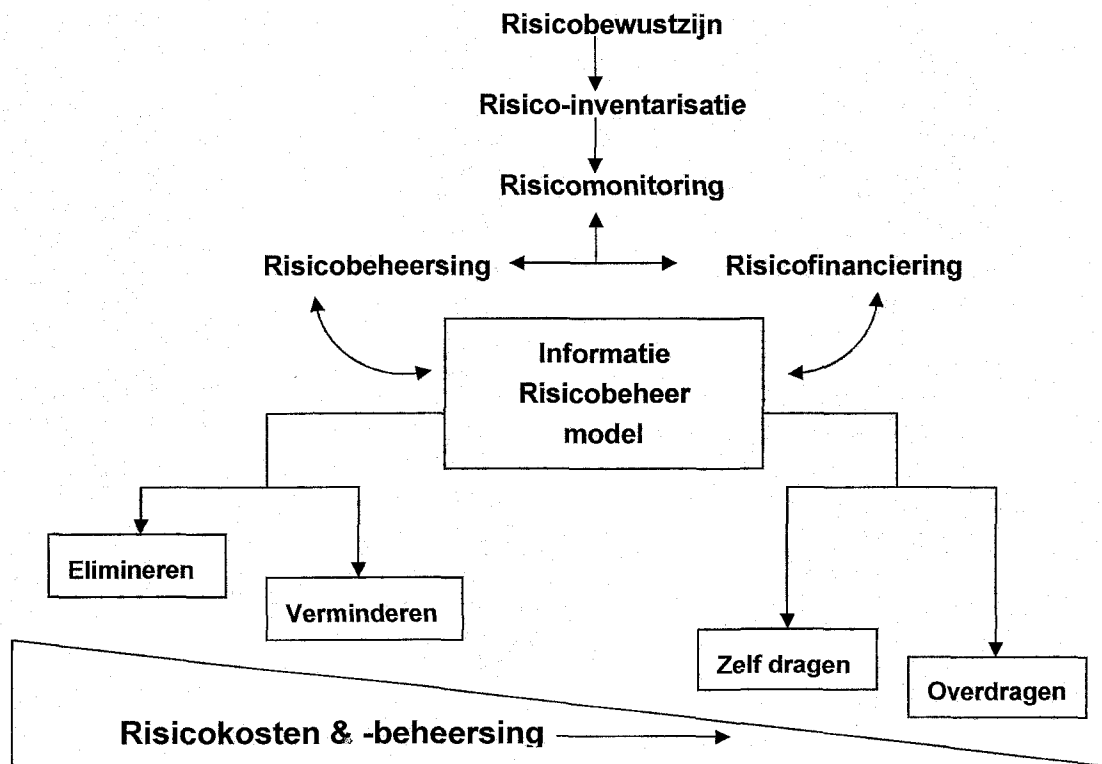 Risicobewustzijn
Risico-inventarisatie
Risicomonitoring
Risicobeheersing
Risicofinanciering
Informatie
Risicobeheer
model
Elimineren
Verminderen
Zelf dragen
Overdragen
Risicokosten & -beheersing